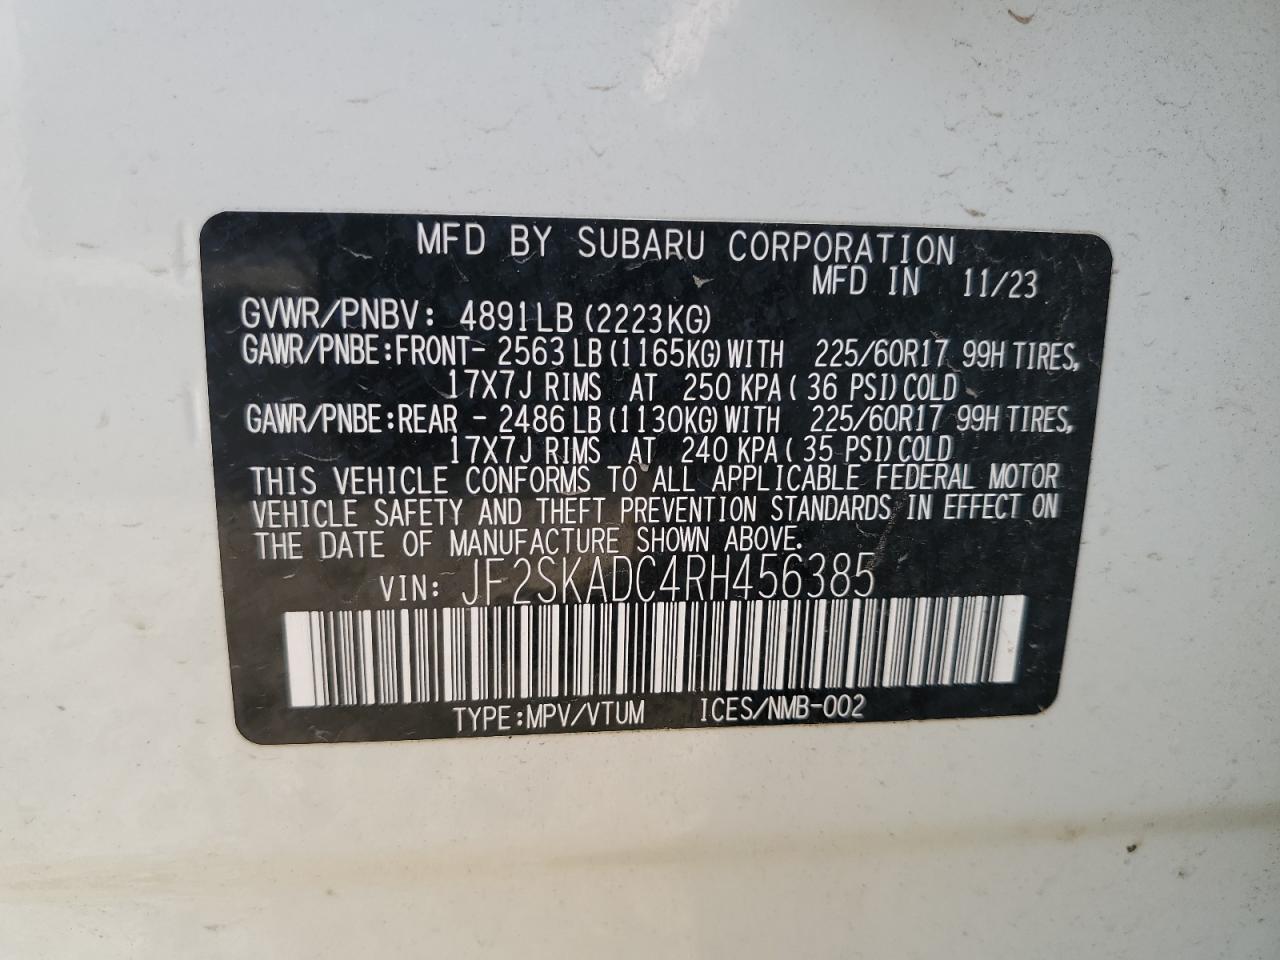 MFD BY SUBARU CORPORATION
MFD IN 11/23
GVWR/PNBV: 4891LB (2223KG)
GAWR/PNBE:FRONT- 2563 LB (1165KG) WITH 225/60R17 99H TIRES,
17X7J RIMS AT 250 KPA ( 36 PSI) COLD
GAWR/PNBE:REAR - 2486 LB (1130KG) WITH 225/60R17 99H TIRES,
17X7J RIMS AT 240 KPA ( 35 PSI) COLD
THIS VEHICLE CONFORMS TO ALL APPLICABLE FEDERAL MOTOR
VEHICLE SAFETY AND THEFT PREVENTION STANDARDS IN EFFECT ON
THE DATE OF MANUFACTURE SHOWN ABOVE.
VIN: JF2SKADC4RH456385
TYPE:MPV/VTUM ICES/NMB-002